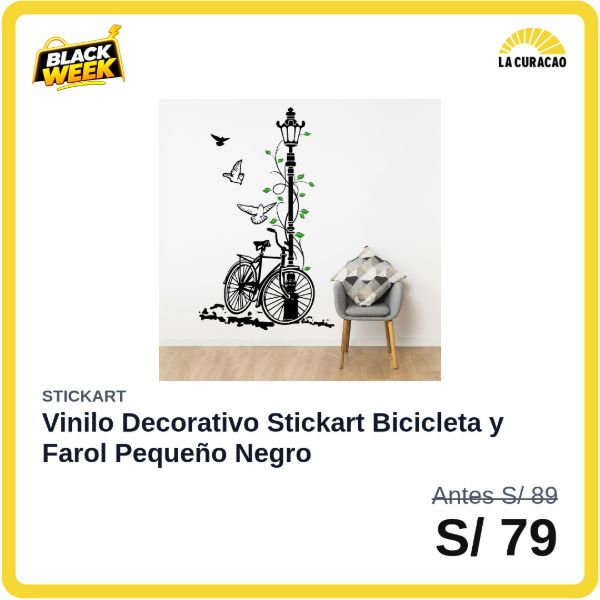 BLACK
WEEK
LA CURACAO
STICKART
Vinilo Decorativo Stickart Bicicleta y
Farol Pequeño Negro
Antes S/ 89
S/ 79